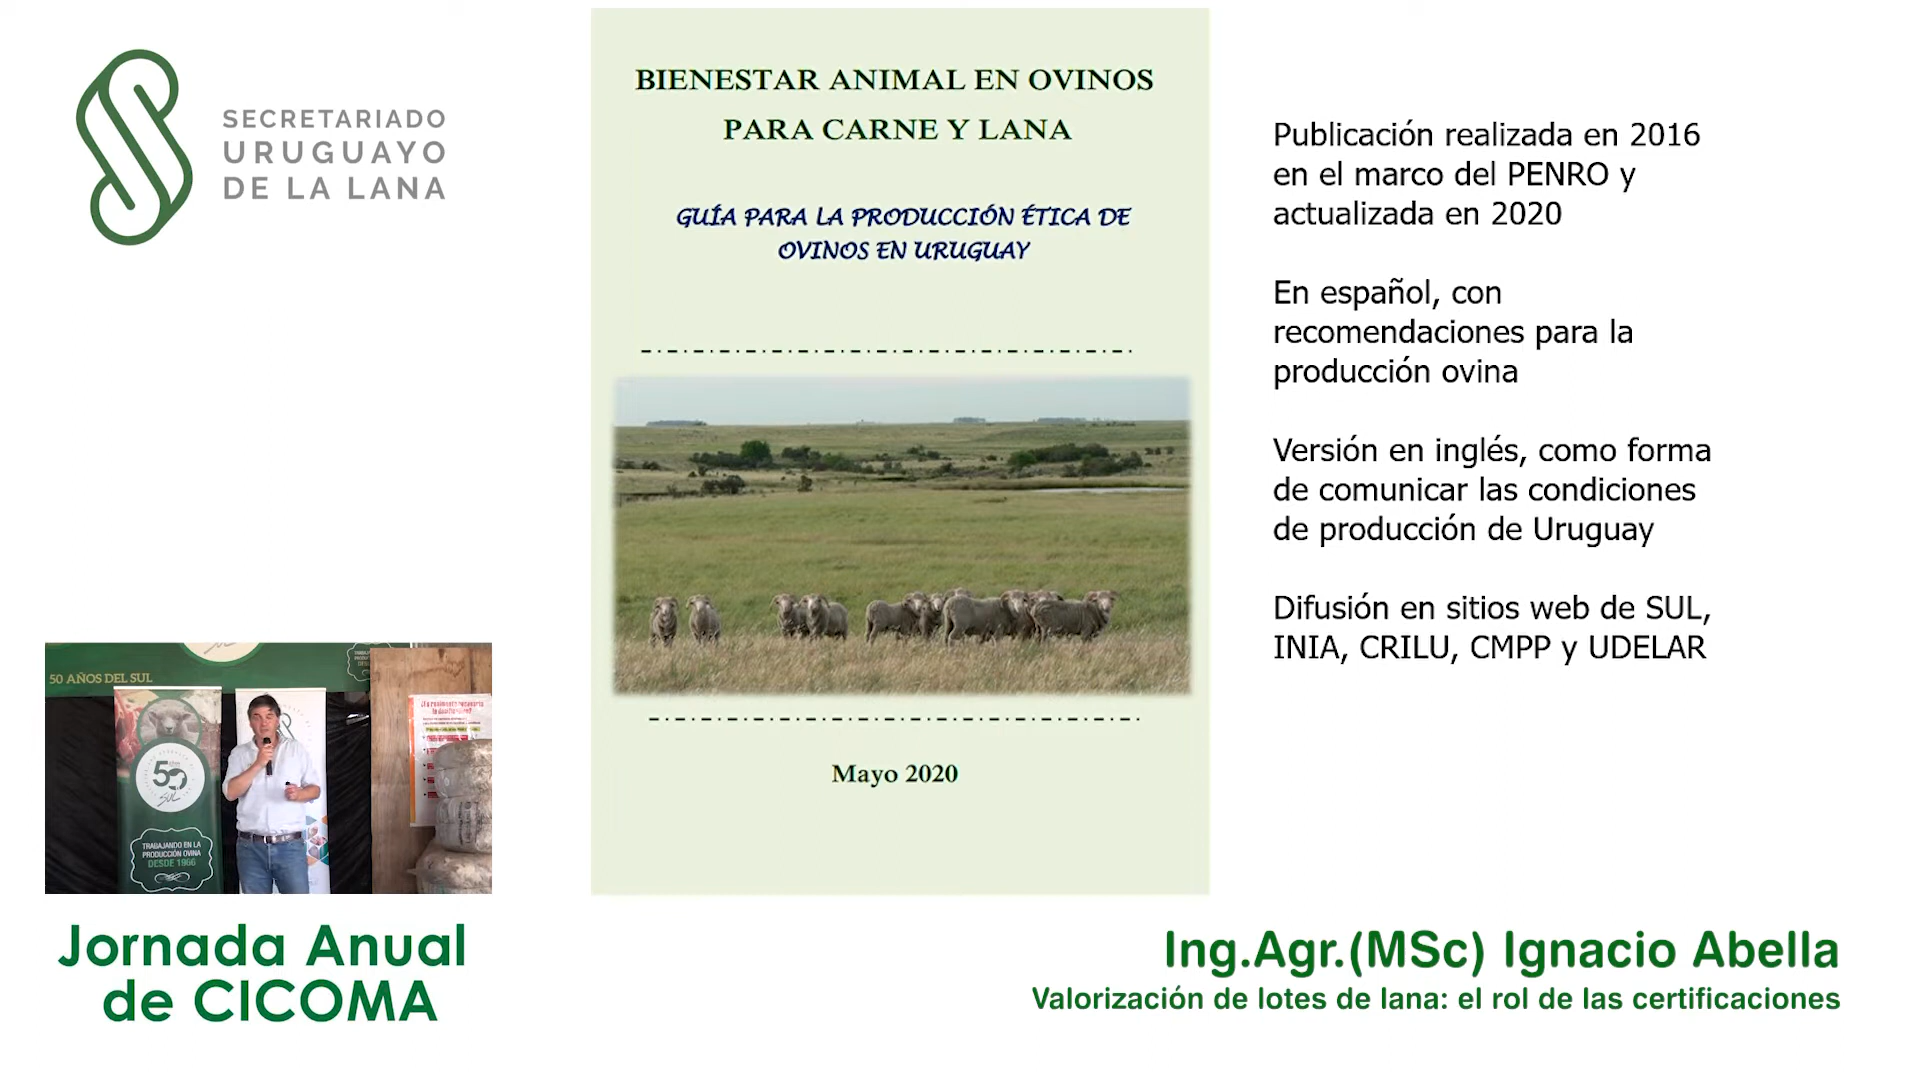 SECRETARIADO
URUGUAYO
DE LA LANA
BIENESTAR ANIMAL EN OVINOS
PARA CARNE Y LANA
GUÍA PARA LA PRODUCCIÓN ÉTICA DE
OVINOS EN URUGUAY
Mayo 2020
Publicación realizada en 2016
en el marco del PENRO y
actualizada en 2020
En español, con
recomendaciones para la
producción ovina
Versión en inglés, como forma
de comunicar las condiciones
de producción de Uruguay
Difusión en sitios web de SUL,
INIA, CRILU, CMPP y UDELAR
50 AÑOS DEL SUL
50
SUL
TRABAJANDO EN LA
PRODUCCIÓN OVINA
DESDE 1966
Jornada Anual
de CICOMA
Ing.Agr.(MSc) Ignacio Abella
Valorización de lotes de lana: el rol de las certificaciones